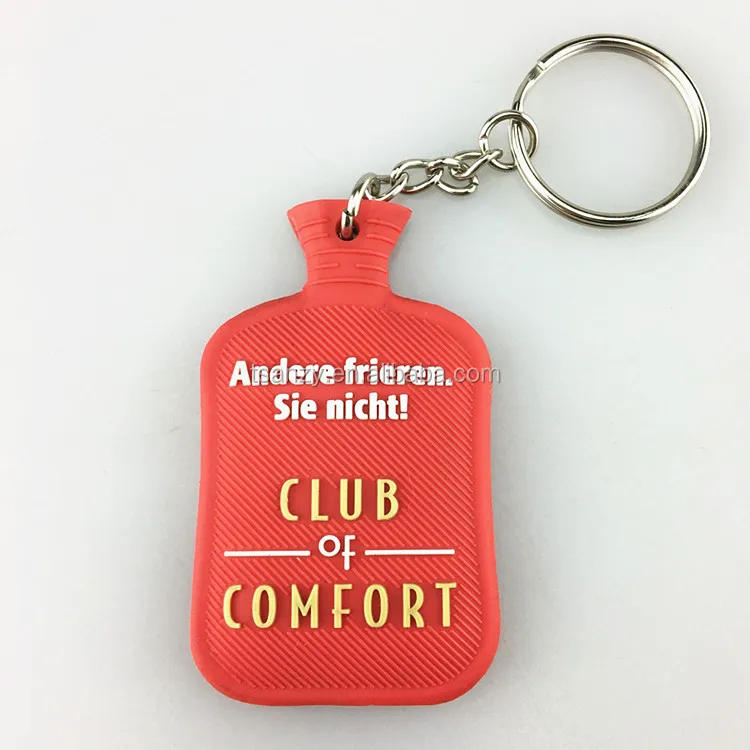 Andere frieren.
Sie nicht!
CLUB
of
COMFORT